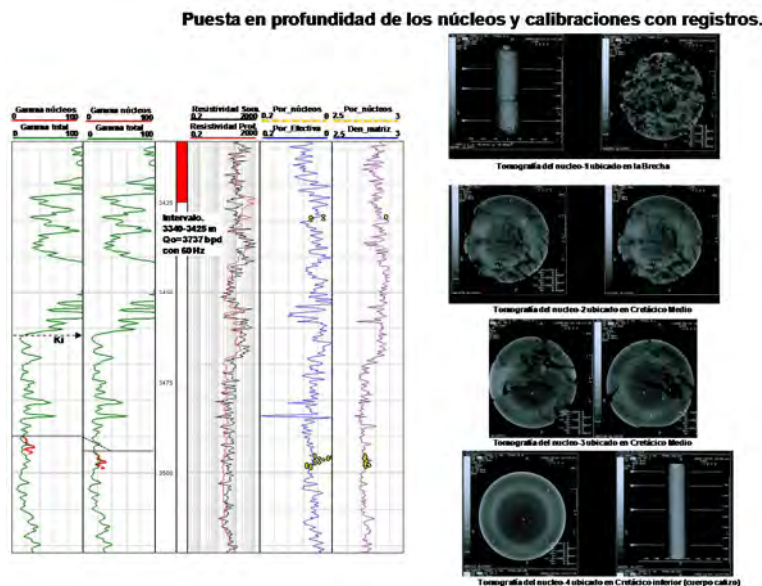 Puesta en profundidad de los núcleos y calibraciones con registros.
Gamma núcleos
0 100
Gamma total
0 100
Gamma núcleos
0 100
Gamma total
0 100
Resistividad Som.
0.2 2000
Resistividad Prof.
0.2 2000
Por_núcleos
0.2 0
Por_Efectiva
0.2 0
Por_núcleos
2.5 3
Den_matriz
2.5 3
3425
Intervalo.
3340-3425 m
Qo=3737 bpd
con 60 Hz
3450
Ki
3475
3500
Tomografía del nucleo-1 ubicado en la Brecha
Tomografía del nucleo-2 ubicado en Cretácico Medio
Tomografía del nucleo-3 ubicado en Cretácico Medio
Tomografía del nucleo-4 ubicado en Cretácico inferior (cuerpo calizo)